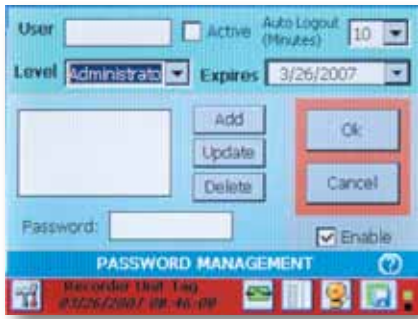 User
Active
Auto Logout
(Minutes)
10
Level
Administrato
Expires
3/26/2007
Add
Update
Delete
Ok
Cancel
Password:
Enable
PASSWORD MANAGEMENT
?
Recorder Unit Tag
03/26/2007 08:46:00